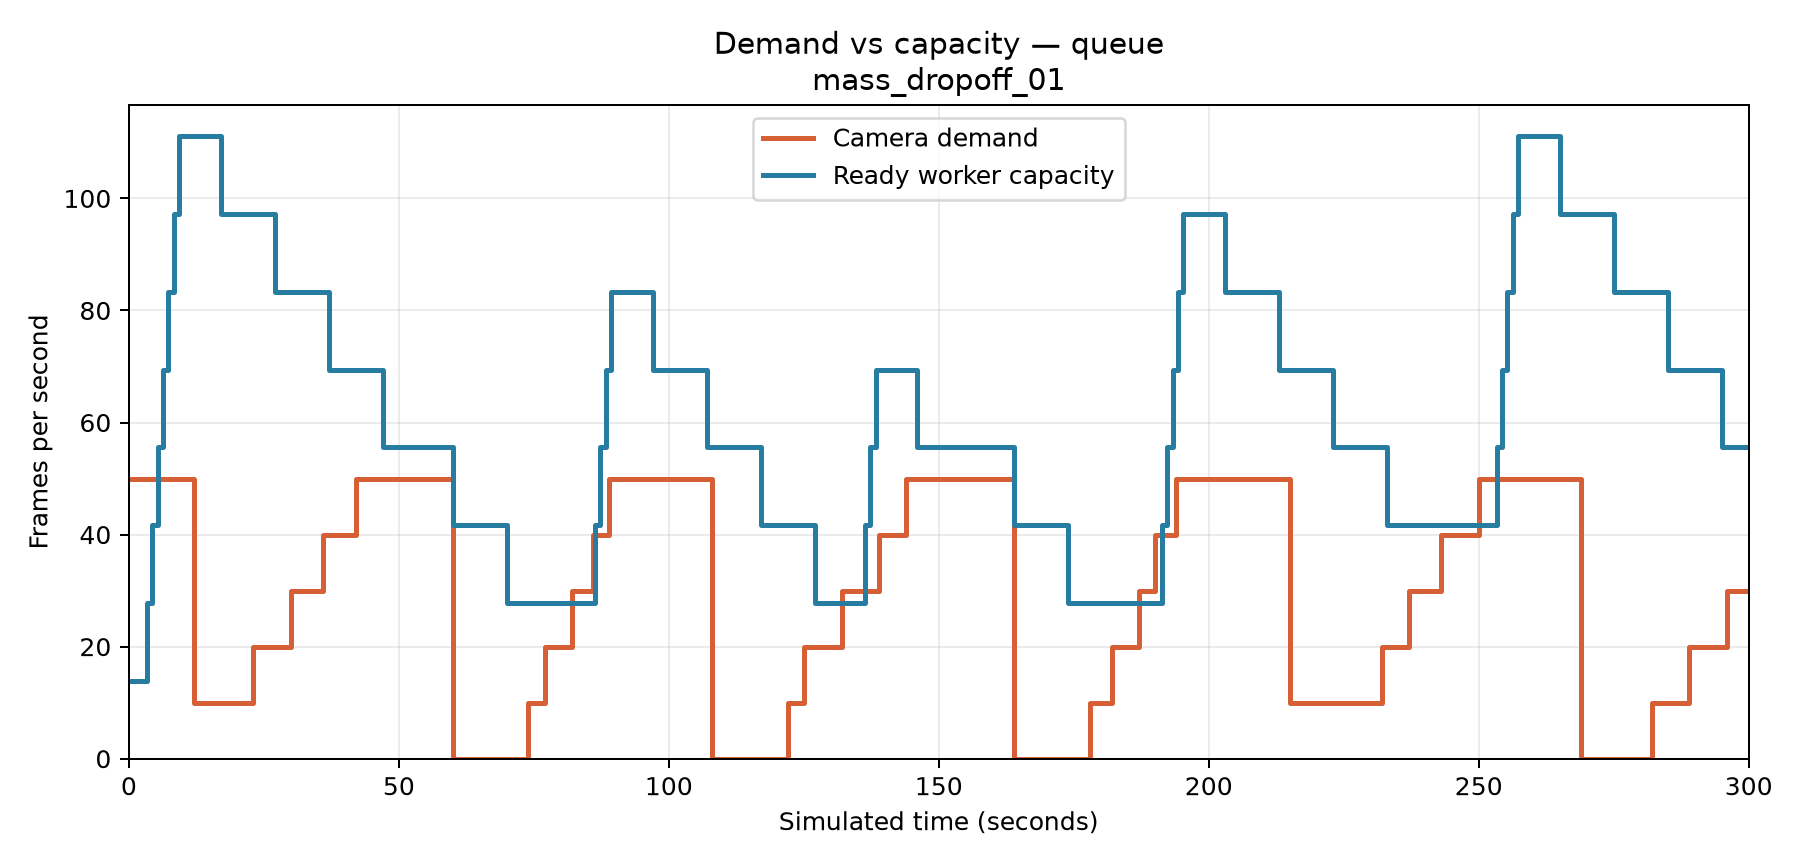 Demand vs capacity — queue
mass_dropoff_01
Camera demand
Ready worker capacity
Frames per second
100
80
60
40
20
0
0 50 100 150 200 250 300
Simulated time (seconds)